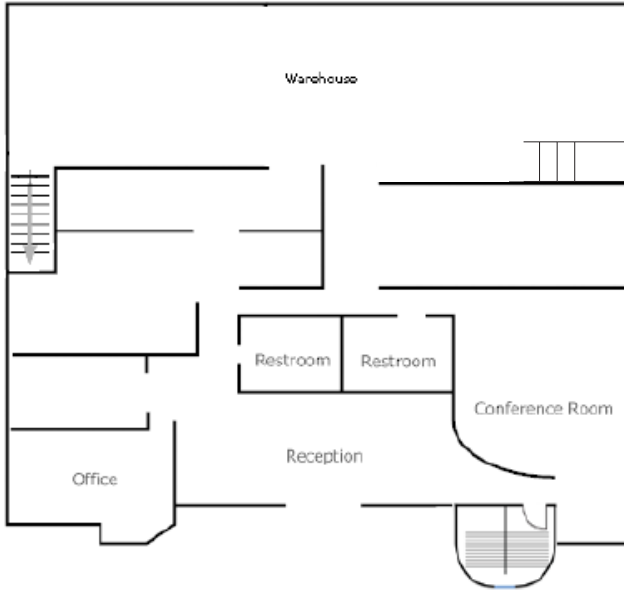 Warehouse
Restroom
Restroom
Conference Room
Reception
Office